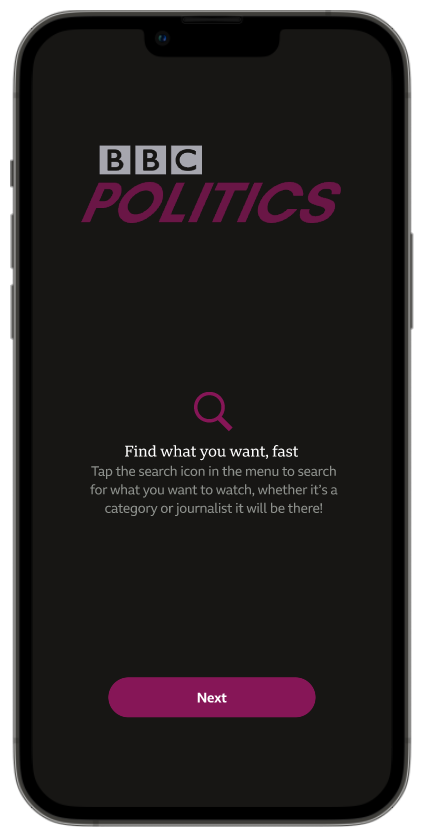 BBC
POLITICS
Find what you want, fast
Tap the search icon in the menu to search
for what you want to watch, whether it's a
category or journalist it will be there!
Next